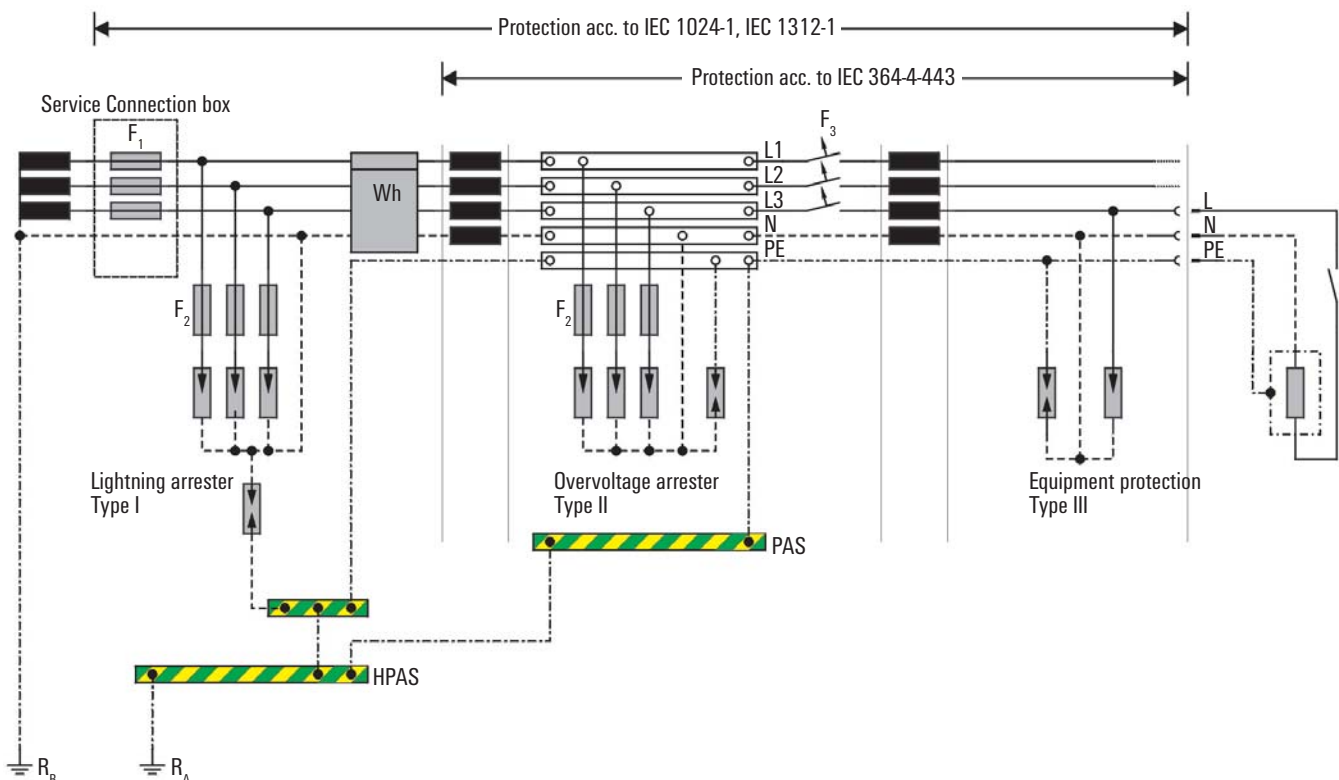 Protection acc. to IEC 1024-1, IEC 1312-1
Protection acc. to IEC 364-4-443
Service Connection box
F1
F3
L1
L2
L3
N
PE
Wh
L
N
PE
F2
F2
Lightning arrester
Type I
Overvoltage arrester
Type II
Equipment protection
Type III
PAS
HPAS
RB
RA